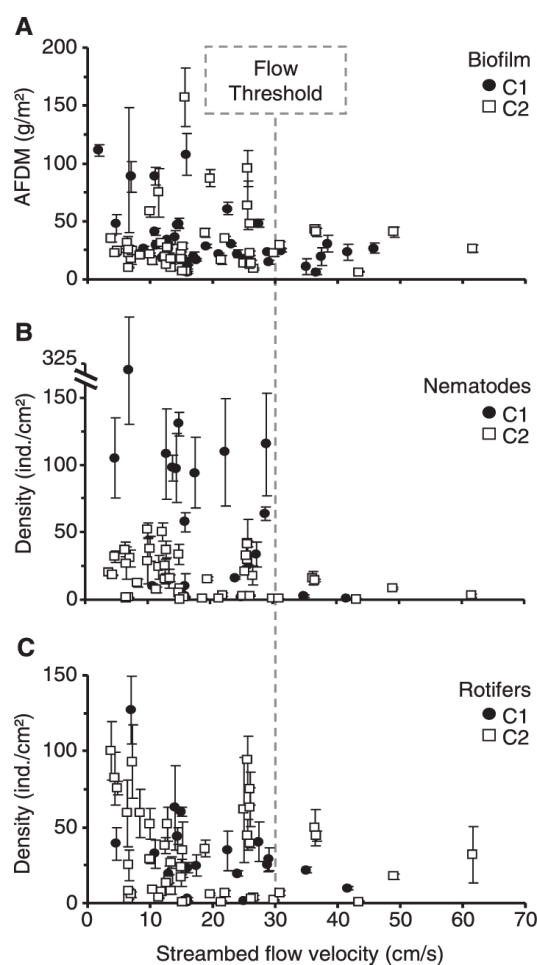 A
200
150
100
50
0
AFDM (g/m²)
Flow
Threshold
Biofilm
C1
C2
B
325
150
100
50
0
Density (ind./cm²)
Nematodes
C1
C2
C
150
100
50
0
Density (ind./cm²)
Rotifers
C1
C2
0 10 20 30 40 50 60 70
Streambed flow velocity (cm/s)